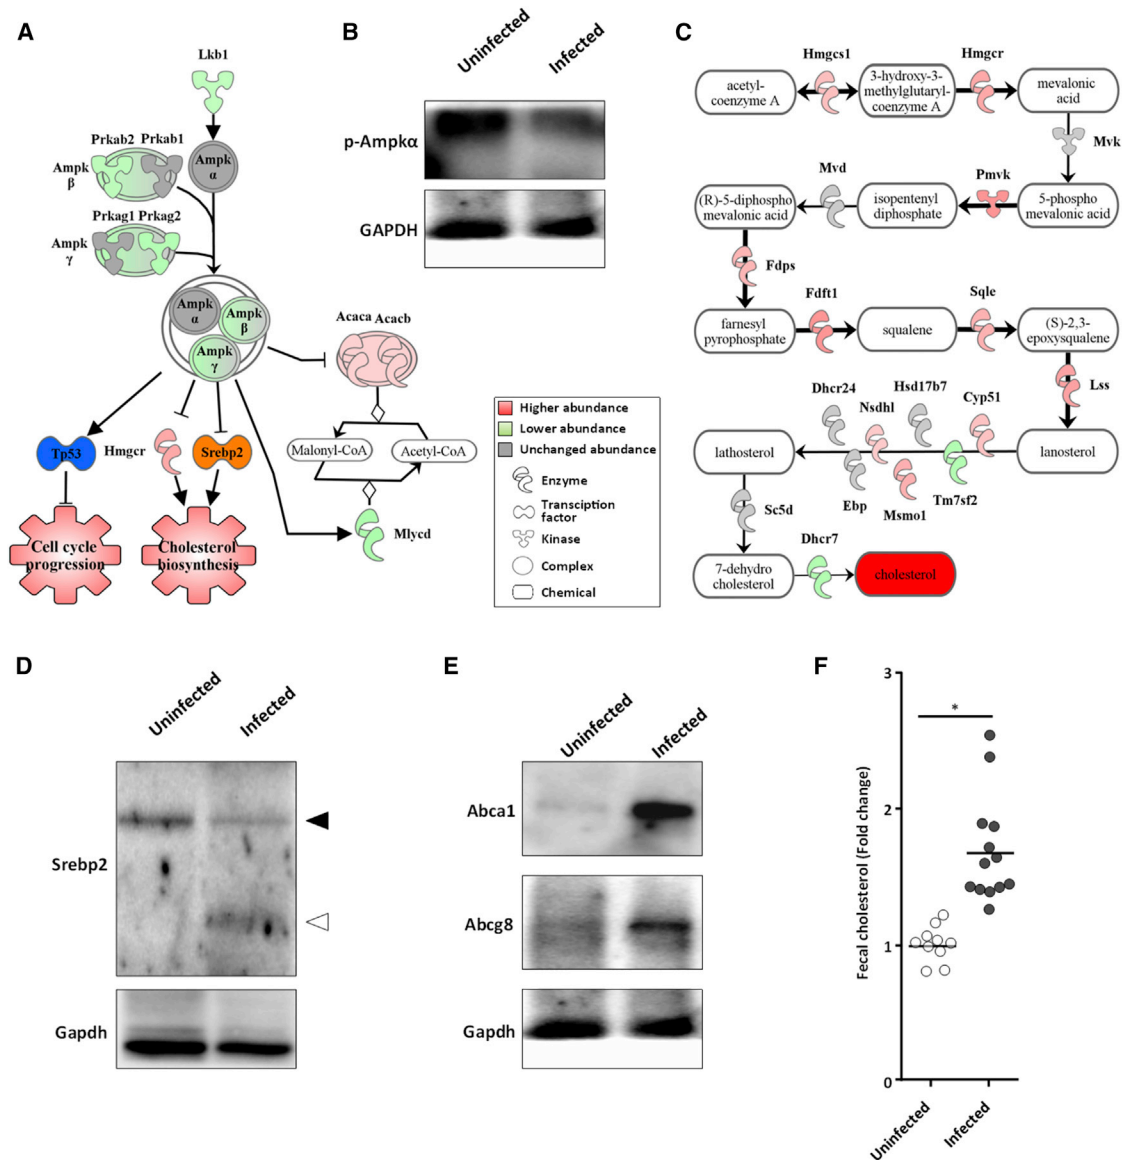 A
Lkb1
Prkab2 Prkab1
Ampk
β
Ampk
α
Prkag1 Prkag2
Ampk
γ
Ampk
α
Ampk
β
Ampk
γ
Acaca Acacb
Tp53
Hmgcr
Srebp2
Malonyl-CoA
Acetyl-CoA
Mlycd
Cell cycle
progression
Cholesterol
biosynthesis
Higher abundance
Lower abundance
Unchanged abundance
Enzyme
Transciption
factor
Kinase
Complex
Chemical
B
Uninfected
Infected
p-Ampkα
GAPDH
C
Hmgcs1
Hmgcr
acetyl-
coenzyme A
3-hydroxy-3-
methylglutaryl-
coenzyme A
mevalonic
acid
Mvk
Mvd
Pmvk
(R)-5-diphospho
mevalonic acid
isopentenyl
diphosphate
5-phospho
mevalonic acid
Fdps
Fdft1
Sqle
farnesyl
pyrophosphate
squalene
(S)-2,3-
epoxysqualene
Lss
Dhcr24
Nsdhl
Hsd17b7
Cyp51
lathosterol
lanosterol
Ebp
Msmo1
Tm7sf2
Sc5d
Dhcr7
7-dehydro
cholesterol
cholesterol
D
Uninfected
Infected
Srebp2
Gapdh
E
Uninfected
Infected
Abca1
Abcg8
Gapdh
F
Fecal cholesterol (Fold change)
3
2
1
0
*
Uninfected
Infected